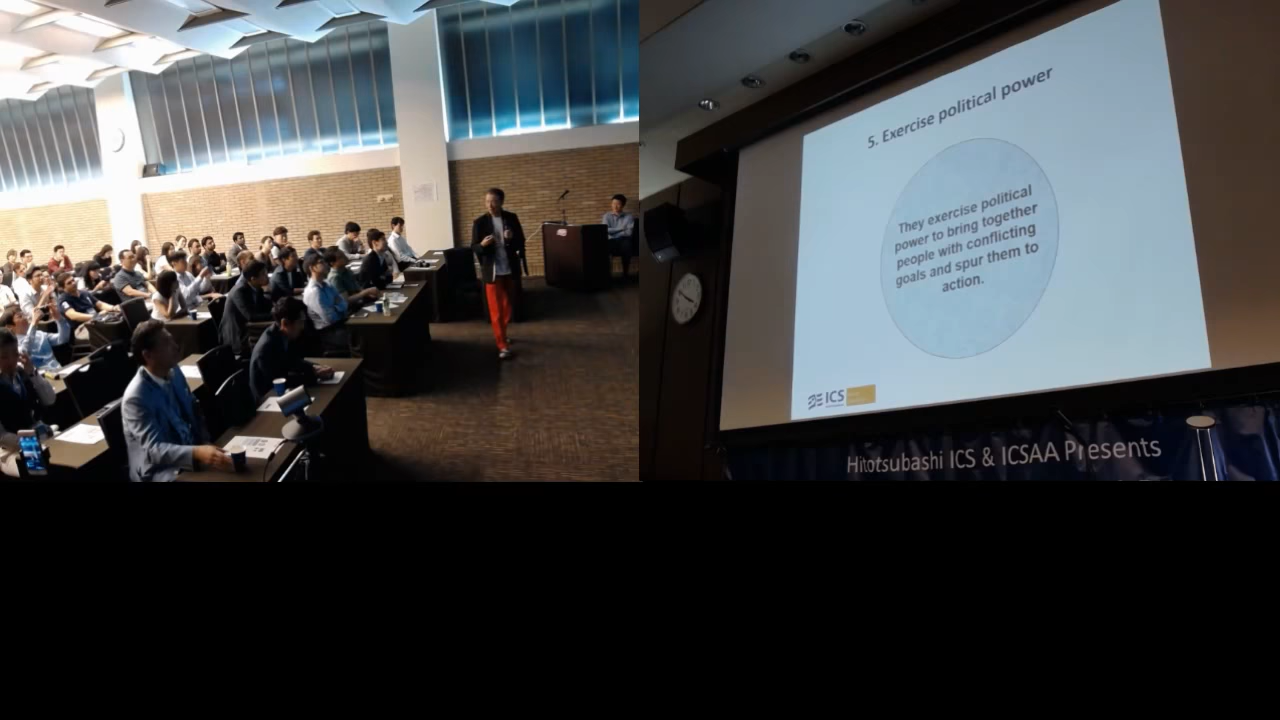 5. Exercise political power
They exercise political
power to bring together
people with conflicting
goals and spur them to
action.
ICS
Hitotsubashi ICS & ICSAA Presents